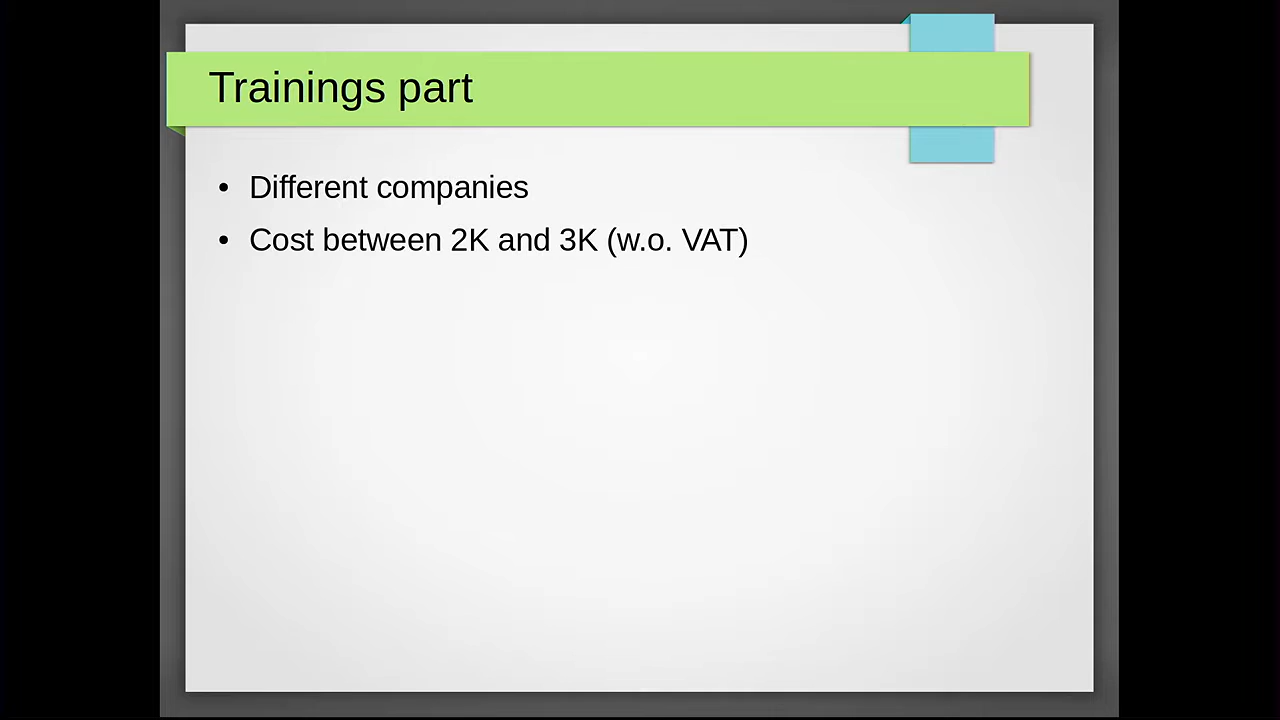 Trainings part
• Different companies
• Cost between 2K and 3K (w.o. VAT)